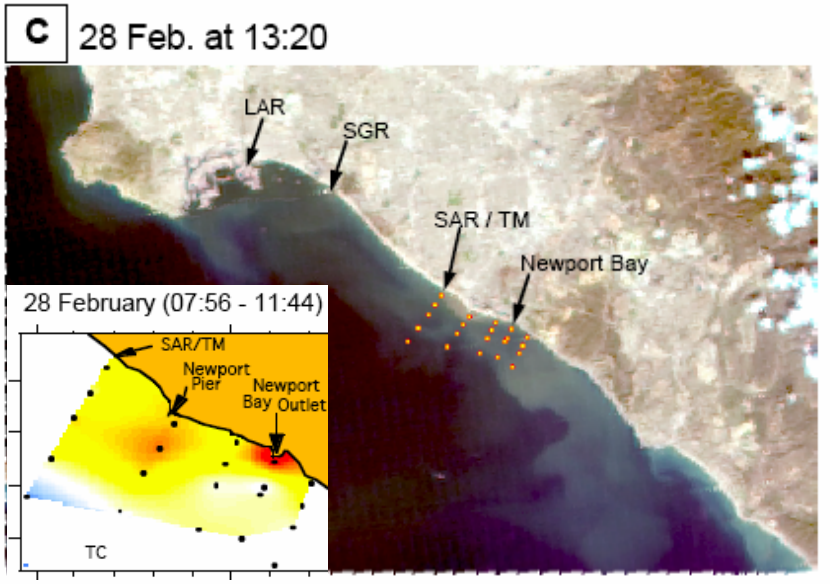 C 28 Feb. at 13:20
LAR
SGR
SAR / TM
Newport Bay
28 February (07:56 - 11:44)
SAR/TM
Newport
Pier
Newport
Bay Outlet
TC